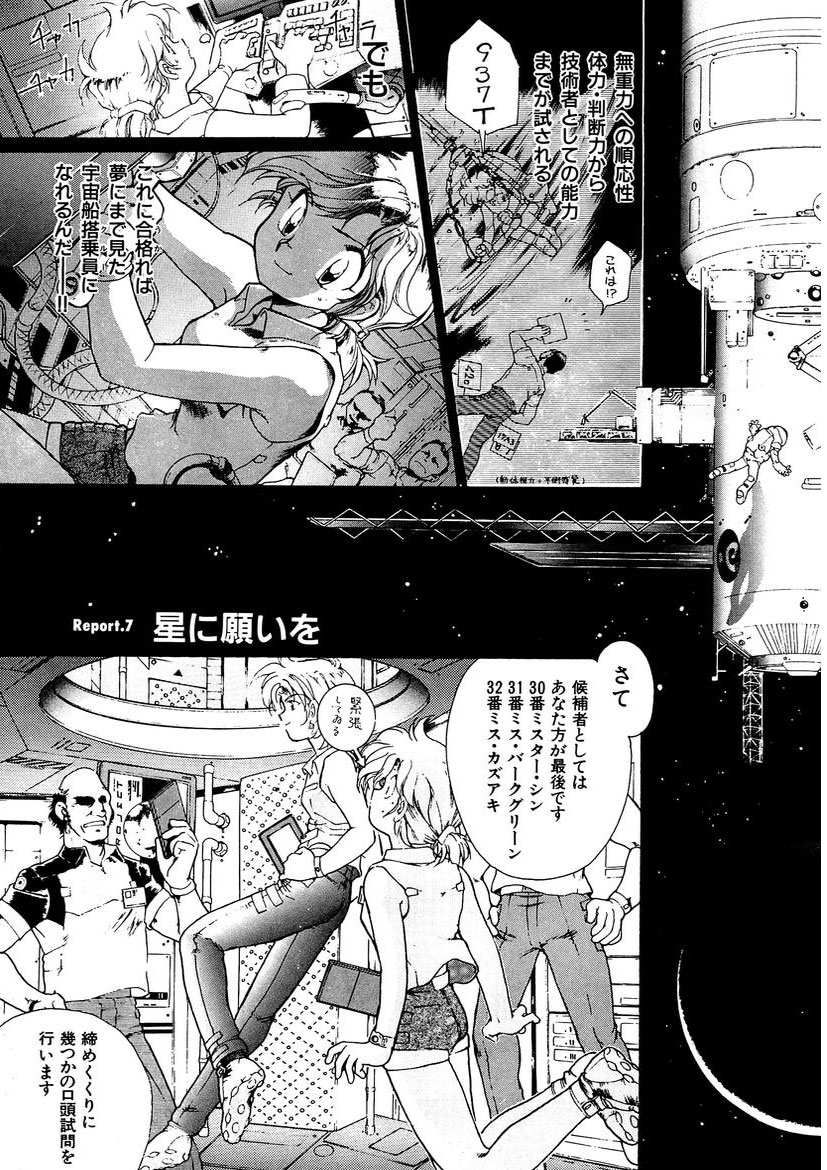 無重力への順応性
体力・判断力から
技術者としての能力
までが試される
937T
これは!?
でも
チャカ
チャカ
これに合格れば
夢にまで見た
宇宙船搭乗員に
なれるんだ――!!
Report.7 星に願いを
さて
候補者としては
あなた方が最後です
30番ミスター・シン
31番ミス・バークグリーン
32番ミス・カズアキ
緊張
してゐる
締めくくりに
幾つかの口頭試問を
行います